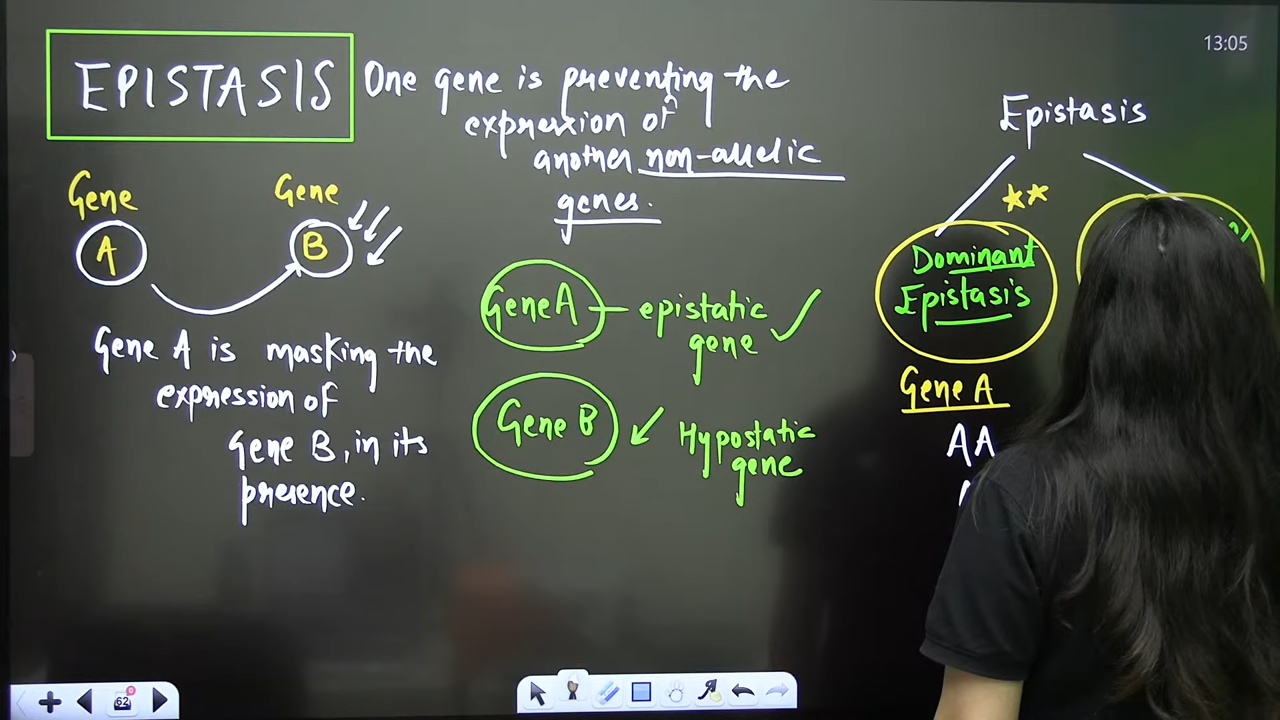 13:05
EPISTASIS
One gene is preventing the
expression of
another non-allelic
genes.
Gene
A
Gene
B
Gene A is masking the
expression of
Gene B, in its
presence.
Gene A — epistatic
gene
Gene B
Hypostatic
gene
Epistasis
Dominant
Epistasis
Gene A
AA
62